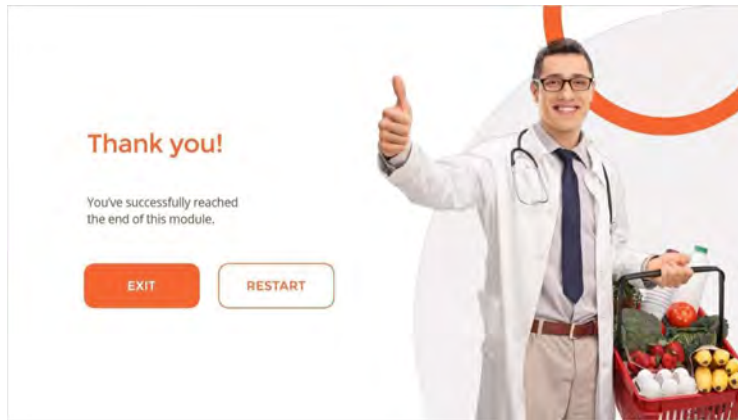 Thank you!
You've successfully reached
the end of this module.
EXIT
RESTART